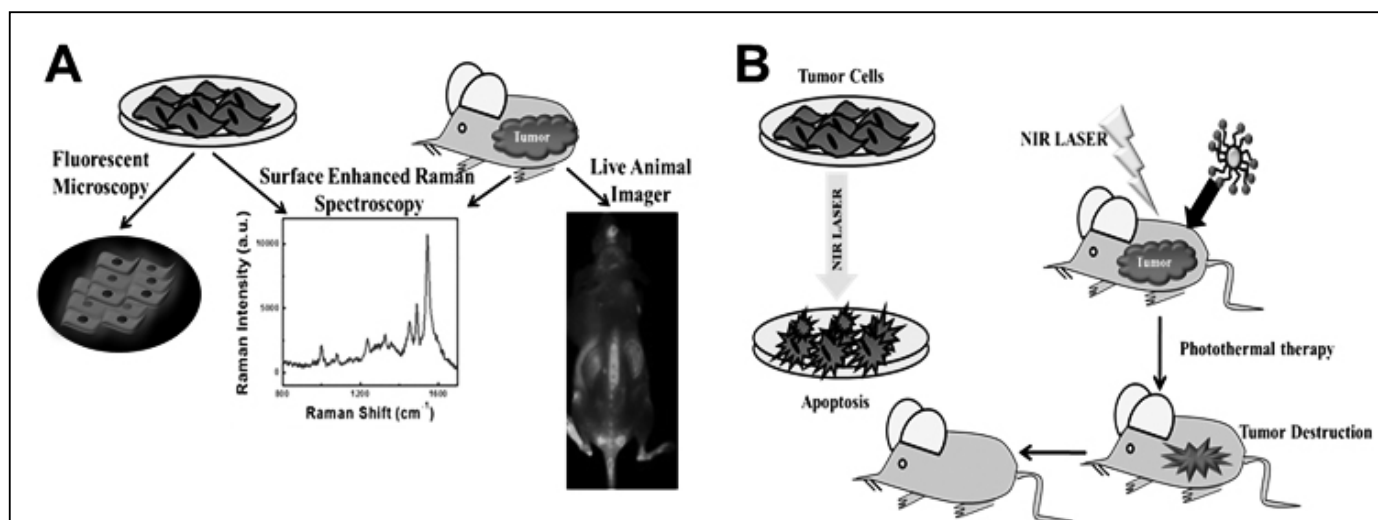 A
Fluorescent
Microscopy
Surface Enhanced Raman
Spectroscopy
Tumor
Live Animal
Imager
Raman Intensity (a.u.)
10000
5000
0
800
1200
1600
Raman Shift (cm⁻¹)
B
Tumor Cells
NIR LASER
Apoptosis
NIR LASER
Tumor
Photothermal therapy
Tumor Destruction